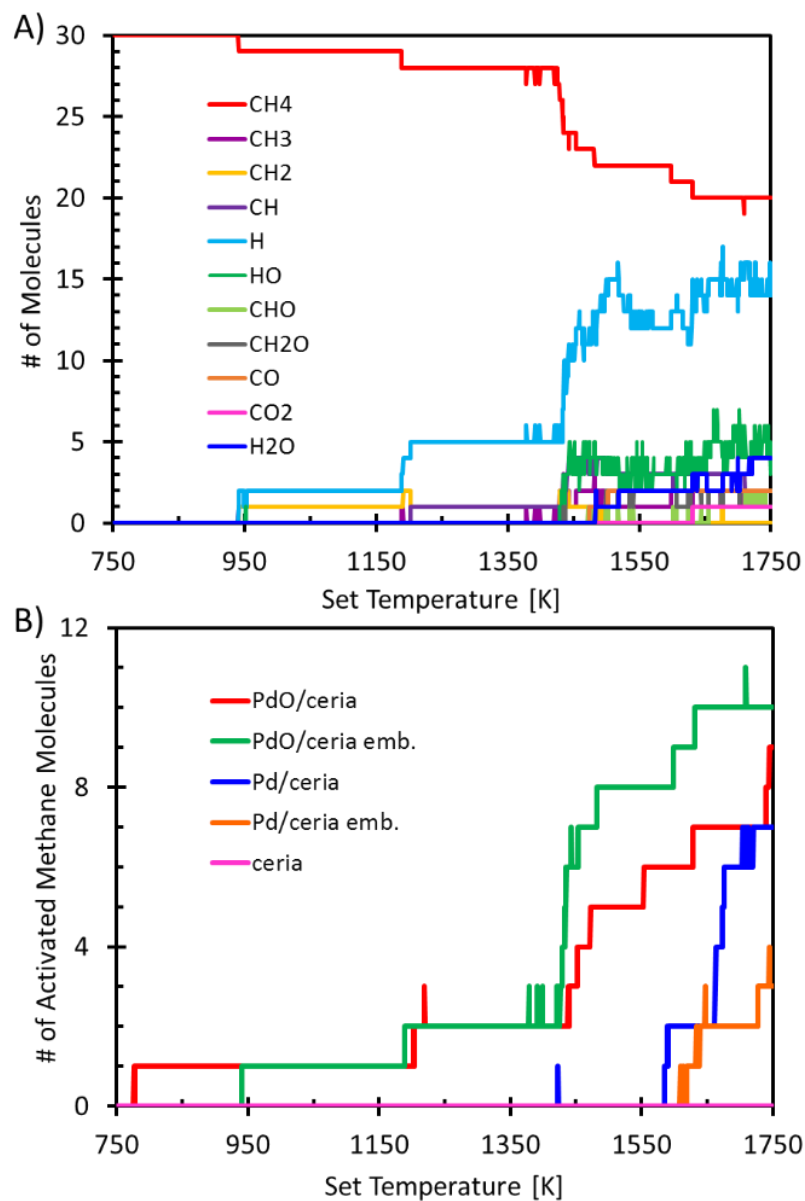 A)
30
25
20
15
10
5
0
# of Molecules
CH4
CH3
CH2
CH
H
HO
CHO
CH2O
CO
CO2
H2O
750 950 1150 1350 1550 1750
Set Temperature [K]
B)
12
8
4
0
# of Activated Methane Molecules
PdO/ceria
PdO/ceria emb.
Pd/ceria
Pd/ceria emb.
ceria
750 950 1150 1350 1550 1750
Set Temperature [K]